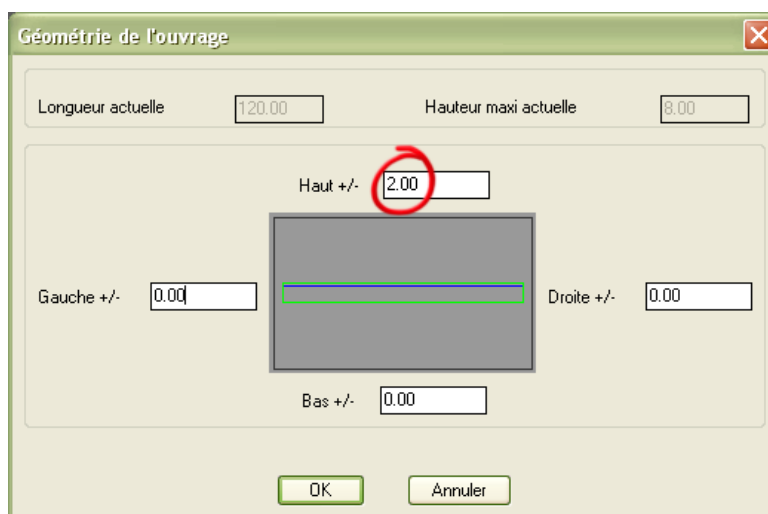 Géométrie de l'ouvrage
Longueur actuelle 120.00 Hauteur maxi actuelle 8.00
Haut +/- 2.00
Gauche +/- 0.00 Droite +/- 0.00
Bas +/- 0.00
OK Annuler